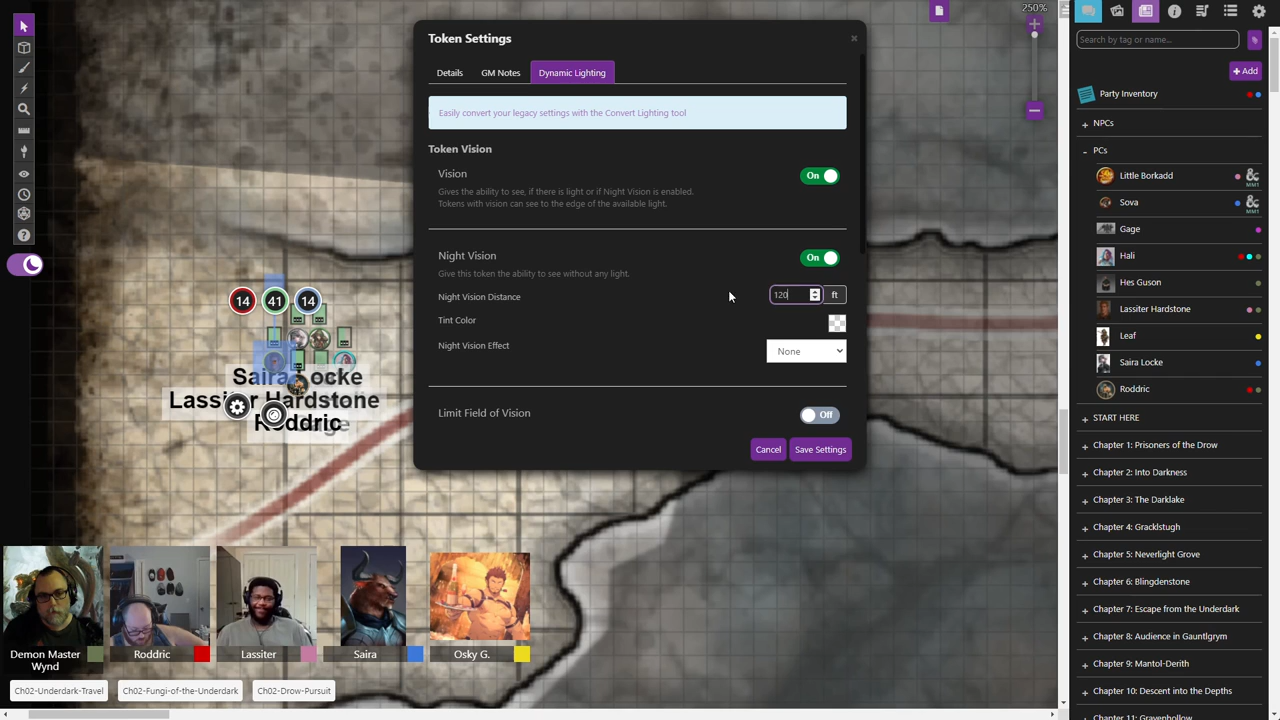 250%
Token Settings
×
Details
GM Notes
Dynamic Lighting
Easily convert your legacy settings with the Convert Lighting tool
Token Vision
Vision
On
Gives the ability to see, if there is light or if Night Vision is enabled.
Tokens with vision can see to the edge of the available light.
Night Vision
On
Give this token the ability to see without any light.
Night Vision Distance
120
ft
Tint Color
Night Vision Effect
None
Limit Field of Vision
Off
Cancel
Save Settings
14
41
14
Saira Locke
Lassiter Hardstone
Roddric
Demon Master
Wynd
Roddric
Lassiter
Saira
Osky G.
Ch02-Underdark-Travel
Ch02-Fungi-of-the-Underdark
Ch02-Drow-Pursuit
Search by tag or name...
+ Add
Party Inventory
+ NPCs
- PCs
Little Borkadd
&
MM1
Sova
&
MM1
Gage
Hali
Hes Guson
Lassiter Hardstone
Leaf
Saira Locke
Roddric
+ START HERE
+ Chapter 1: Prisoners of the Drow
+ Chapter 2: Into Darkness
+ Chapter 3: The Darklake
+ Chapter 4: Gracklstugh
+ Chapter 5: Neverlight Grove
+ Chapter 6: Blingdenstone
+ Chapter 7: Escape from the Underdark
+ Chapter 8: Audience in Gauntlgrym
+ Chapter 9: Mantol-Derith
+ Chapter 10: Descent into the Depths
+ Chapter 11: Gravenhollow